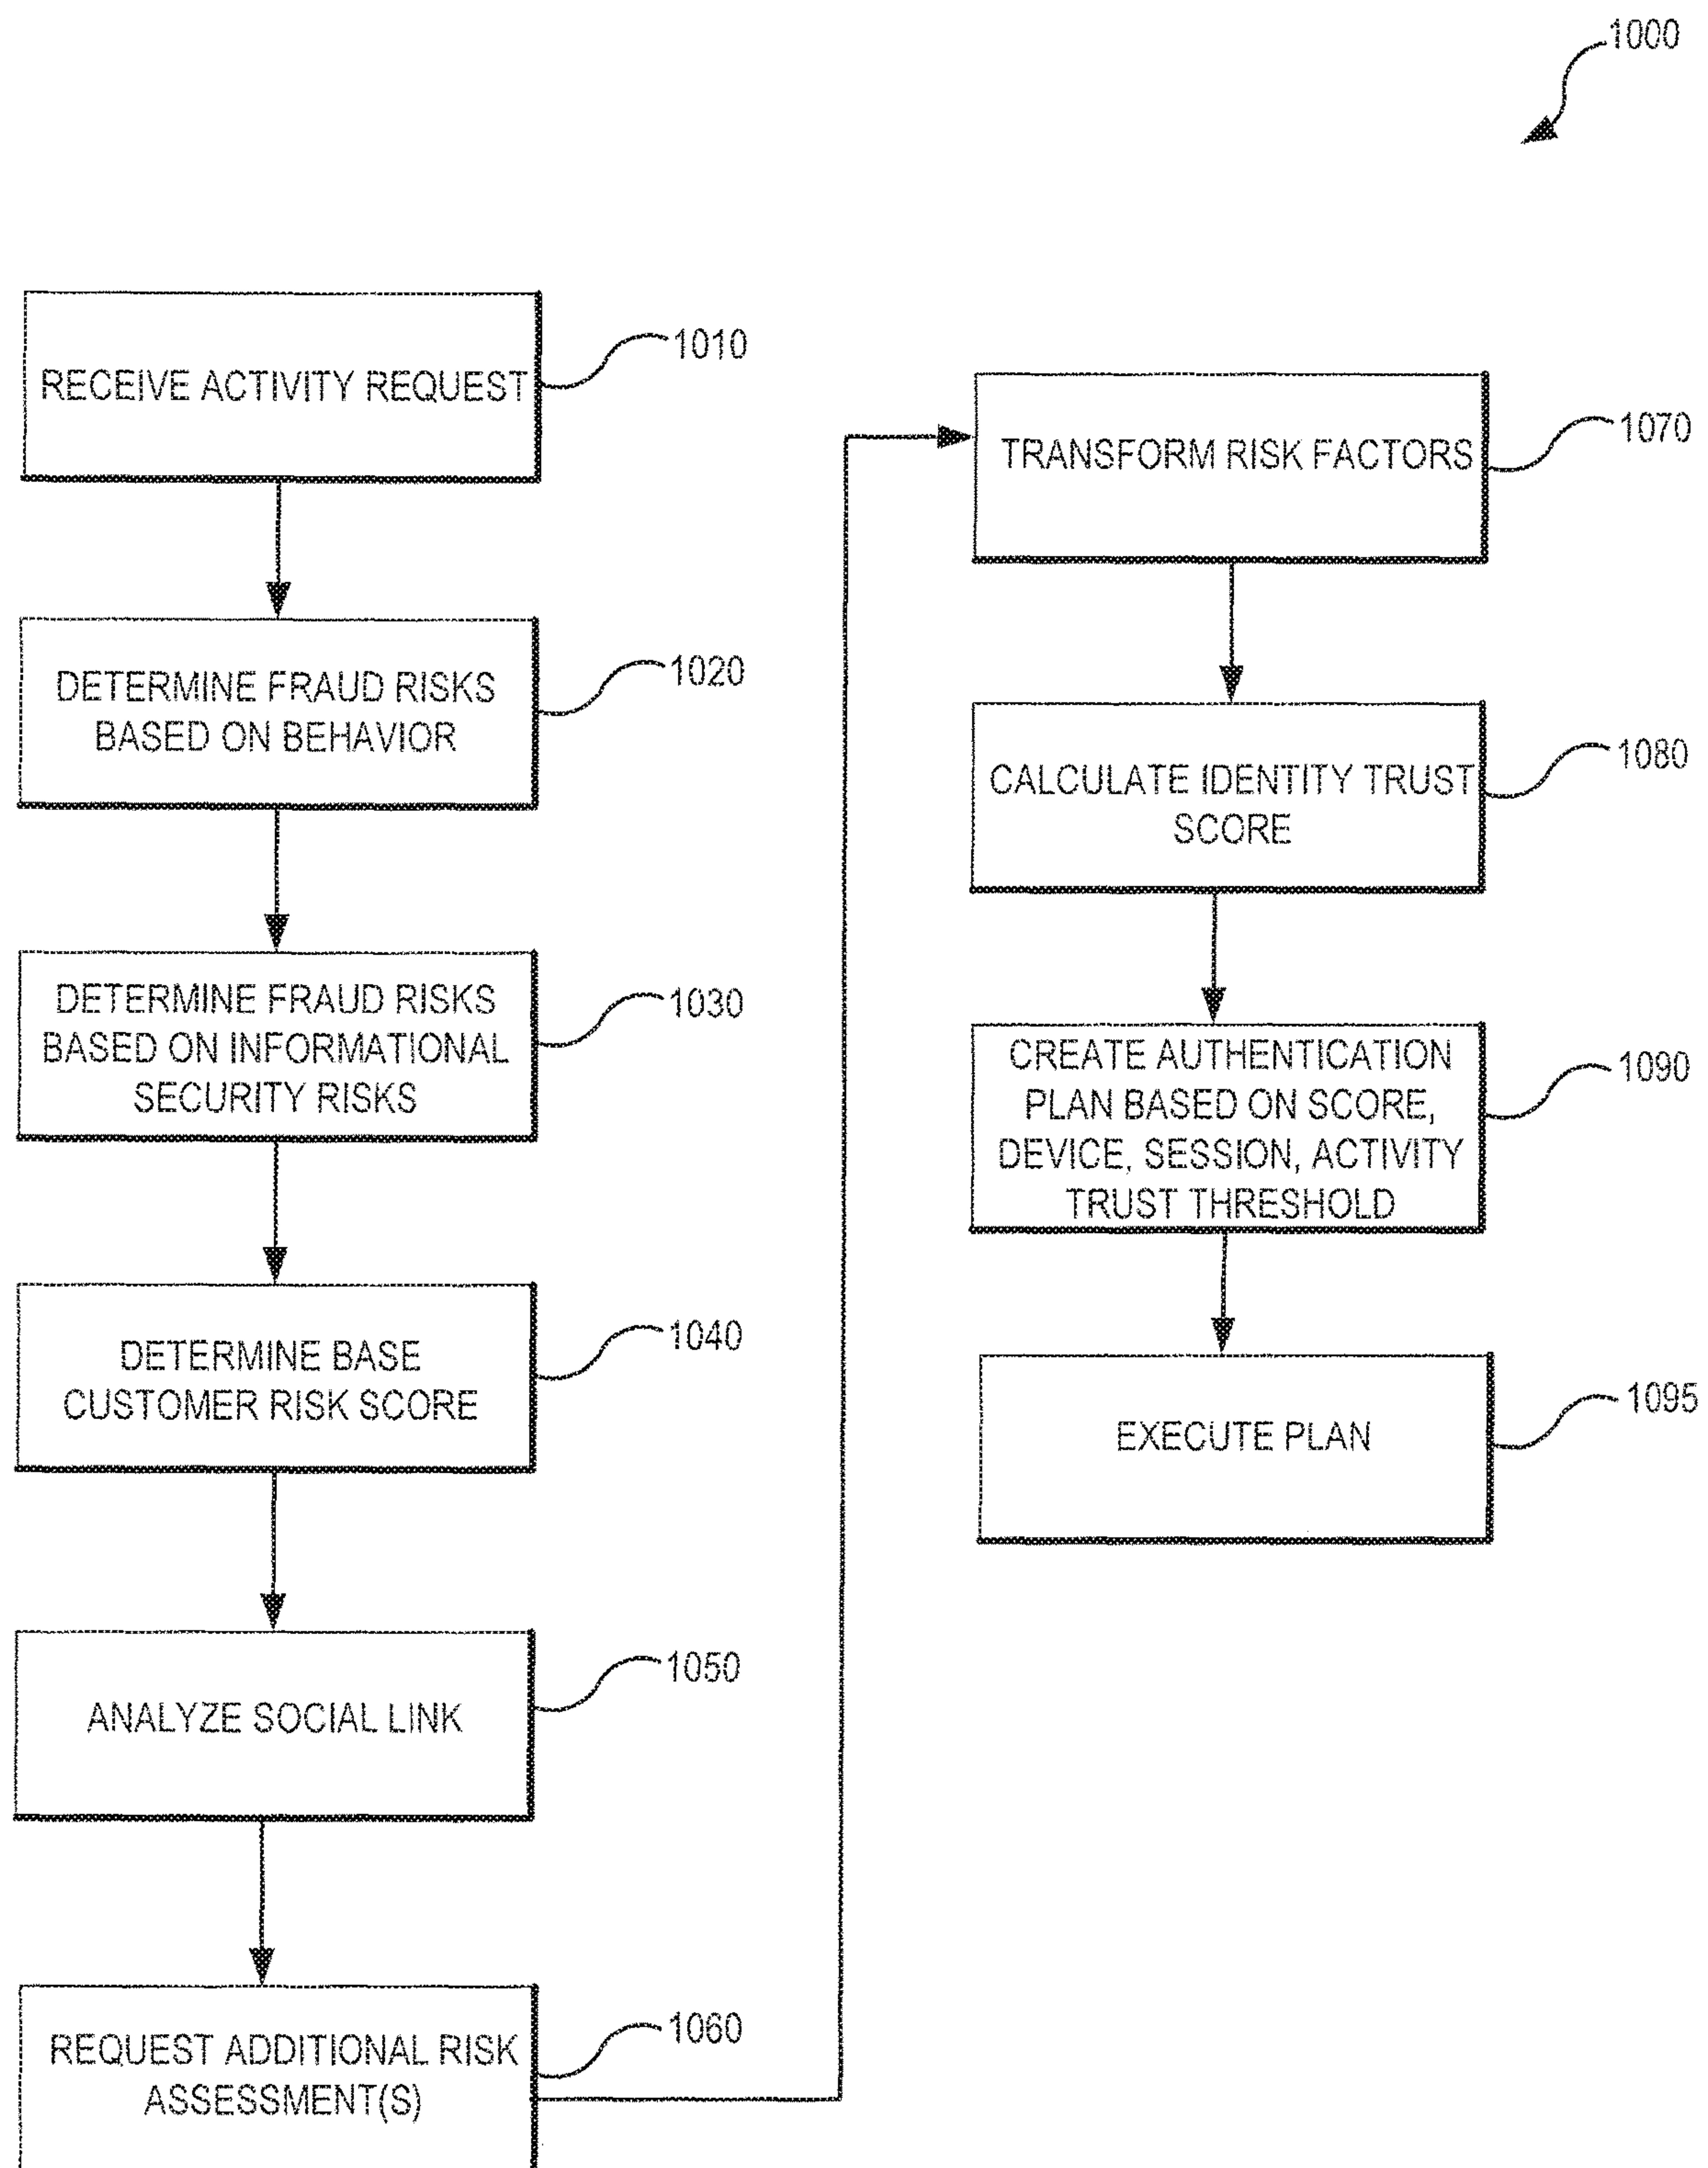 1000
RECEIVE ACTIVITY REQUEST
1010
DETERMINE FRAUD RISKS
BASED ON BEHAVIOR
1020
DETERMINE FRAUD RISKS
BASED ON INFORMATIONAL
SECURITY RISKS
1030
DETERMINE BASE
CUSTOMER RISK SCORE
1040
ANALYZE SOCIAL LINK
1050
REQUEST ADDITIONAL RISK
ASSESSMENT(S)
1060
TRANSFORM RISK FACTORS
1070
CALCULATE IDENTITY TRUST
SCORE
1080
CREATE AUTHENTICATION
PLAN BASED ON SCORE,
DEVICE, SESSION, ACTIVITY
TRUST THRESHOLD
1090
EXECUTE PLAN
1095